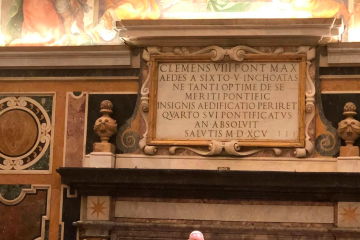 CLEMENS VIII PONT MAX
AEDES A SIXTO V INCHOATAS
NE TANTI OPTIME DE SE
MERITI PONTIFIC
INSIGNIS AEDIFICATIO PERIRET
QVARTO SVI PONTIFICATVS
AN ABSOLVIT
SALVTIS M D XCV